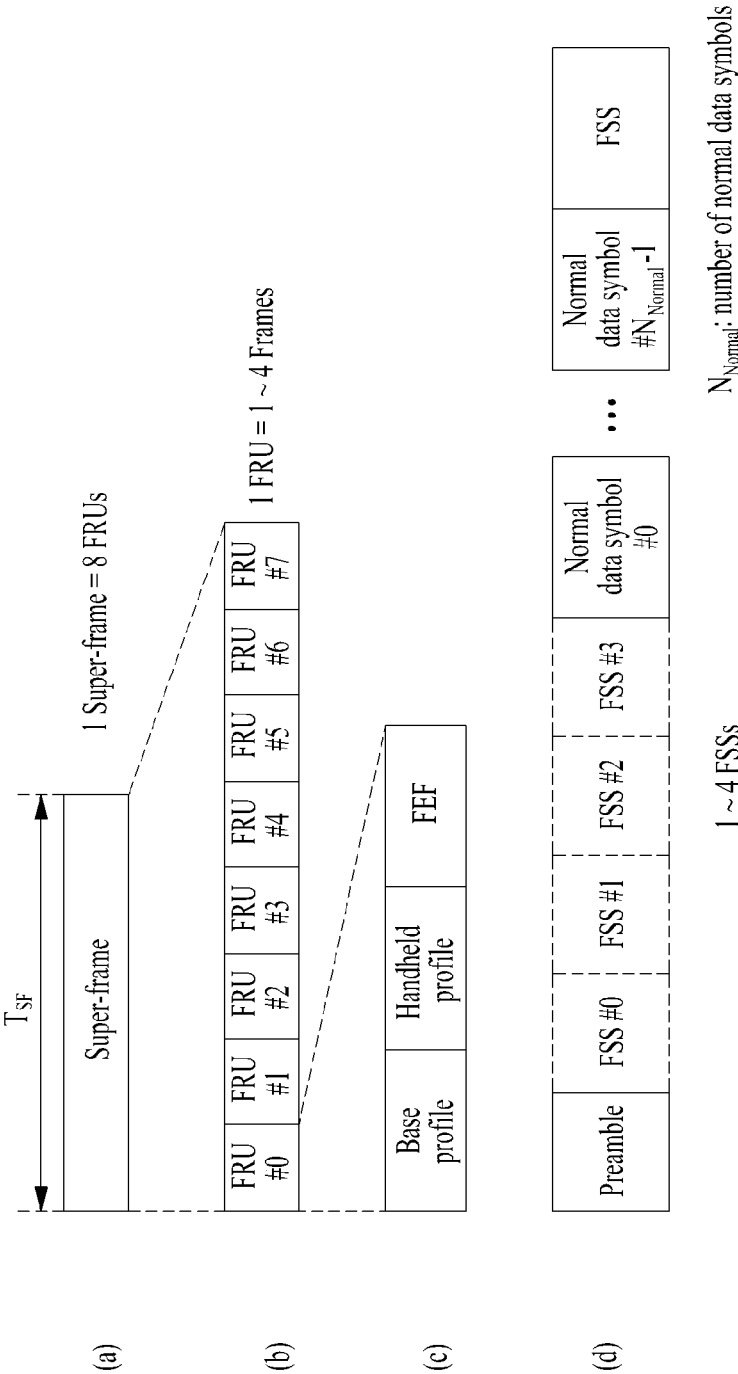 (a)
T_SF
Super-frame
1 Super-frame = 8 FRUs
(b)
FRU
#0
FRU
#1
FRU
#2
FRU
#3
FRU
#4
FRU
#5
FRU
#6
FRU
#7
1 FRU = 1 ~ 4 Frames
(c)
Base
profile
Handheld
profile
FEF
(d)
Preamble
FSS #0
FSS #1
FSS #2
FSS #3
Normal
data symbol
#0
...
Normal
data symbol
#N_Normal-1
FSS
1 ~ 4 FSSs
N_Normal: number of normal data symbols